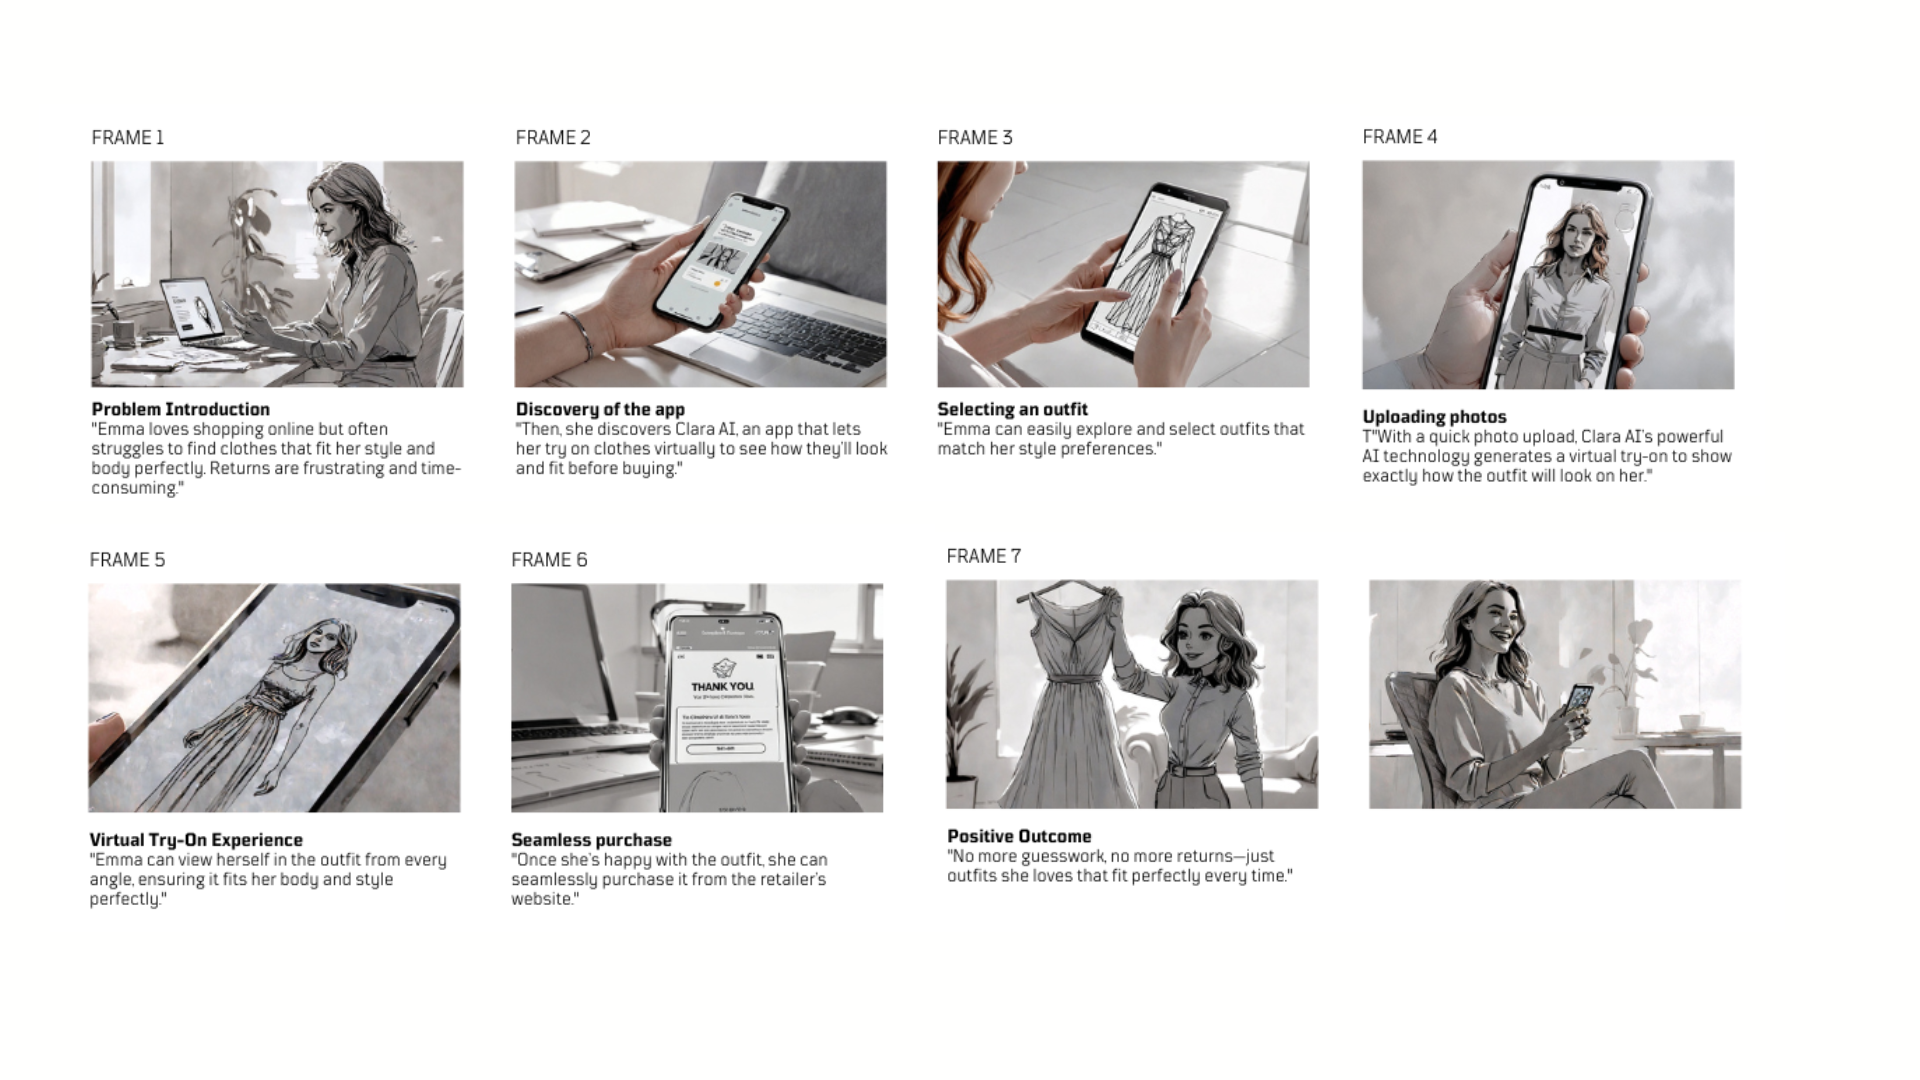 FRAME 1
FRAME 2
FRAME 3
FRAME 4
Problem Introduction
"Emma loves shopping online but often
struggles to find clothes that fit her style and
body perfectly. Returns are frustrating and time-
consuming."
Discovery of the app
"Then, she discovers Clara AI, an app that lets
her try on clothes virtually to see how they'll look
and fit before buying."
Selecting an outfit
"Emma can easily explore and select outfits that
match her style preferences."
Uploading photos
T"With a quick photo upload, Clara AI's powerful
AI technology generates a virtual try-on to show
exactly how the outfit will look on her."
FRAME 5
FRAME 6
FRAME 7
THANK YOU
Virtual Try-On Experience
"Emma can view herself in the outfit from every
angle, ensuring it fits her body and style
perfectly."
Seamless purchase
"Once she's happy with the outfit, she can
seamlessly purchase it from the retailer's
website."
Positive Outcome
"No more guesswork, no more returns—just
outfits she loves that fit perfectly every time."